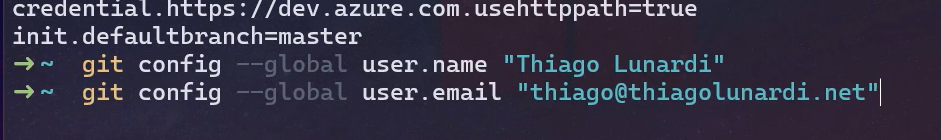 credential.https://dev.azure.com.usehttppath=true
init.defaultbranch=master
→ ~ git config --global user.name "Thiago Lunardi"
→ ~ git config --global user.email "thiago@thiagolunardi.net"